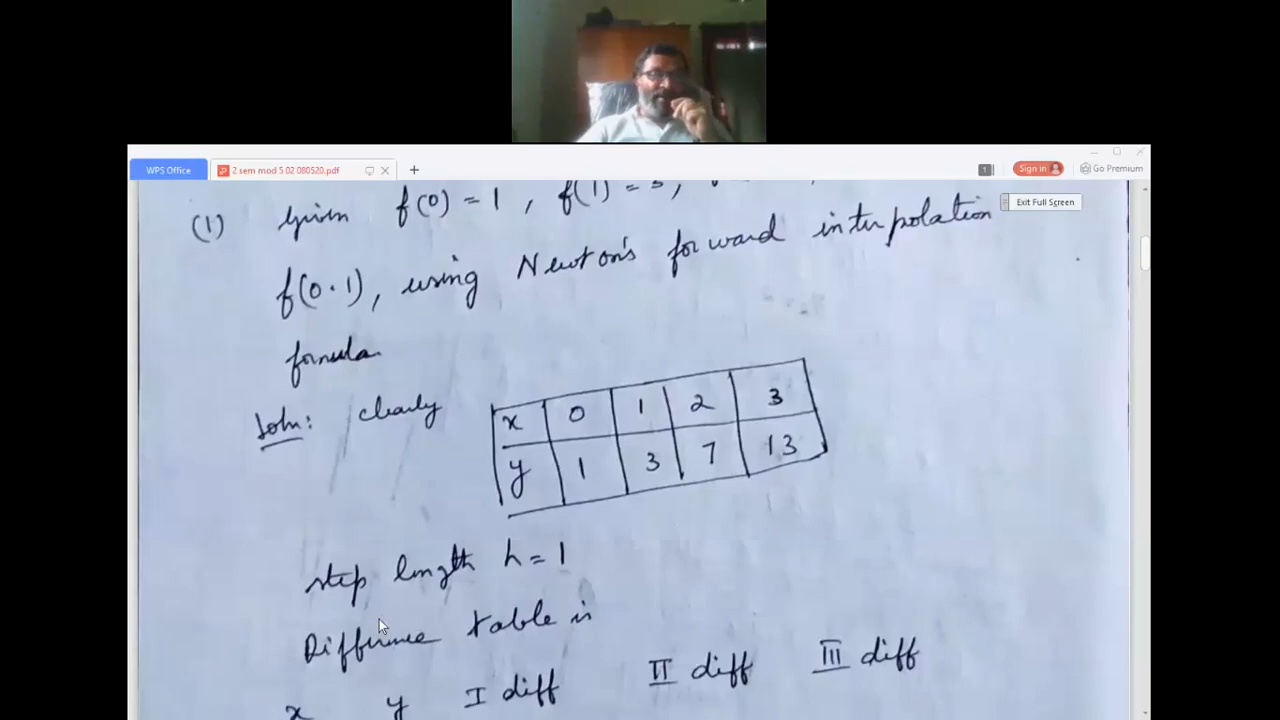 WPS Office
2 sem mod 5 02 080520.pdf
1
Sign in
Go Premium
Exit Full Screen
(1) given f(0) = 1 , f(1) = 3,
f(0.1), using Newton's forward interpolation
formula
Soln: clearly
x 0 1 2 3
y 1 3 7 13
step length h = 1
Difference table is
x y I diff II diff III diff